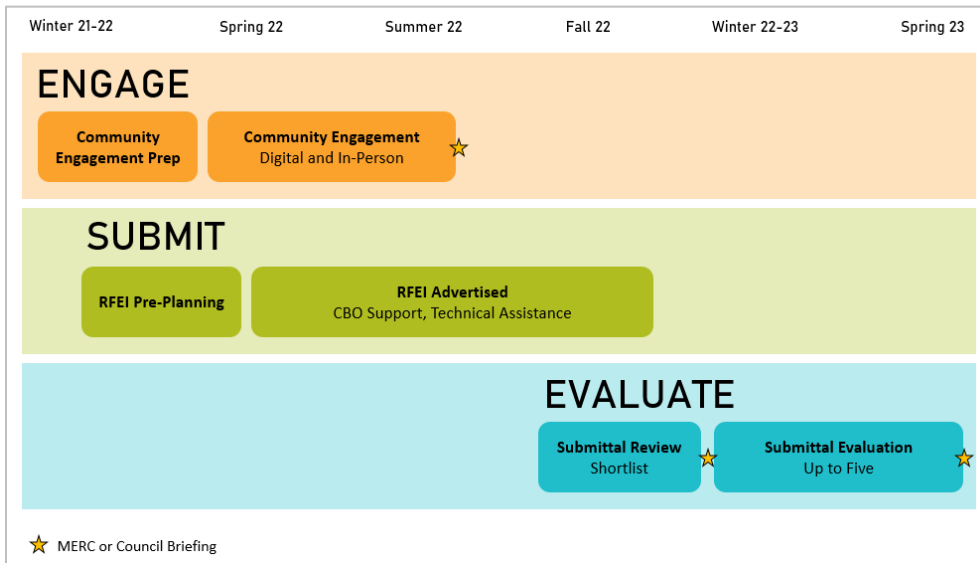 Winter 21-22 Spring 22 Summer 22 Fall 22 Winter 22-23 Spring 23
ENGAGE
Community
Engagement Prep
Community Engagement
Digital and In-Person
SUBMIT
RFEI Pre-Planning
RFEI Advertised
CBO Support, Technical Assistance
EVALUATE
Submittal Review
Shortlist
Submittal Evaluation
Up to Five
MERC or Council Briefing